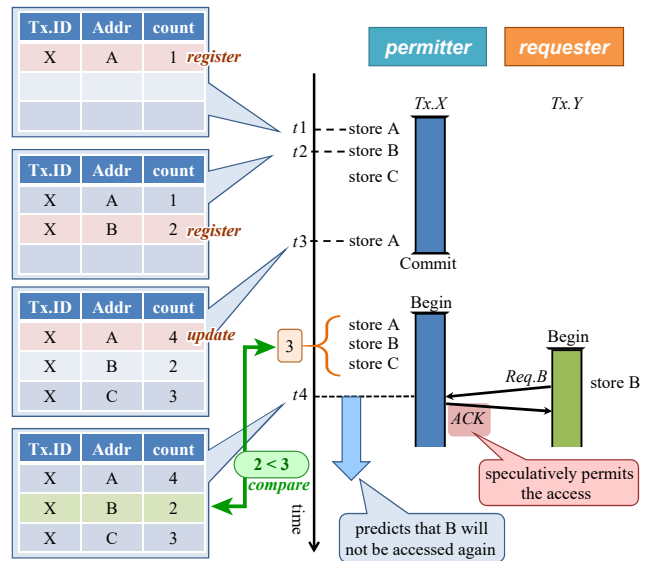 Tx.ID Addr count
X A 1 register
permitter requester
Tx.X Tx.Y
t1 store A
t2 store B
store C
Tx.ID Addr count
X A 1
X B 2 register
t3 store A
Commit
Tx.ID Addr count
X A 4 update
X B 2
X C 3
Begin
store A
3 store B
store C
Begin
Req.B store B
t4
ACK
Tx.ID Addr count
X A 4
X B 2
X C 3
2 < 3
compare
speculatively permits
the access
time
predicts that B will
not be accessed again